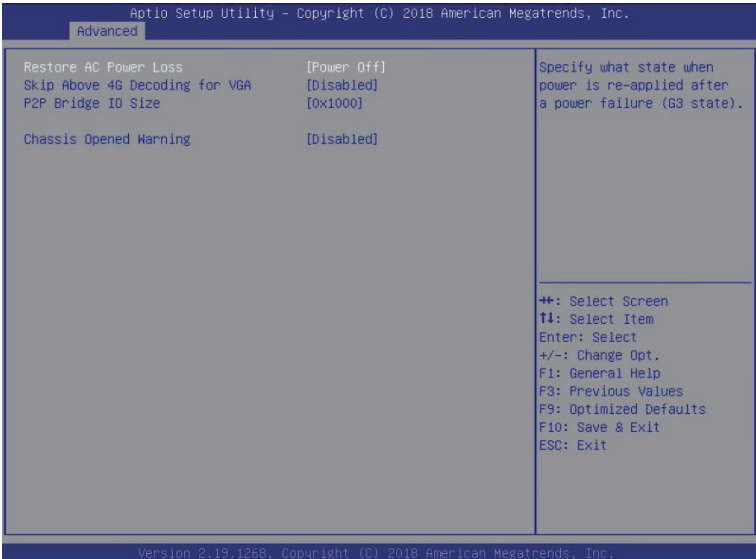 Aptio Setup Utility – Copyright (C) 2018 American Megatrends, Inc.
Advanced
Restore AC Power Loss [Power Off]
Skip Above 4G Decoding for VGA [Disabled]
P2P Bridge IO Size [0x1000]
Chassis Opened Warning [Disabled]
Specify what state when
power is re-applied after
a power failure (G3 state).
→←: Select Screen
↑↓: Select Item
Enter: Select
+/-: Change Opt.
F1: General Help
F3: Previous Values
F9: Optimized Defaults
F10: Save & Exit
ESC: Exit
Version 2.19.1268. Copyright (C) 2018 American Megatrends, Inc.